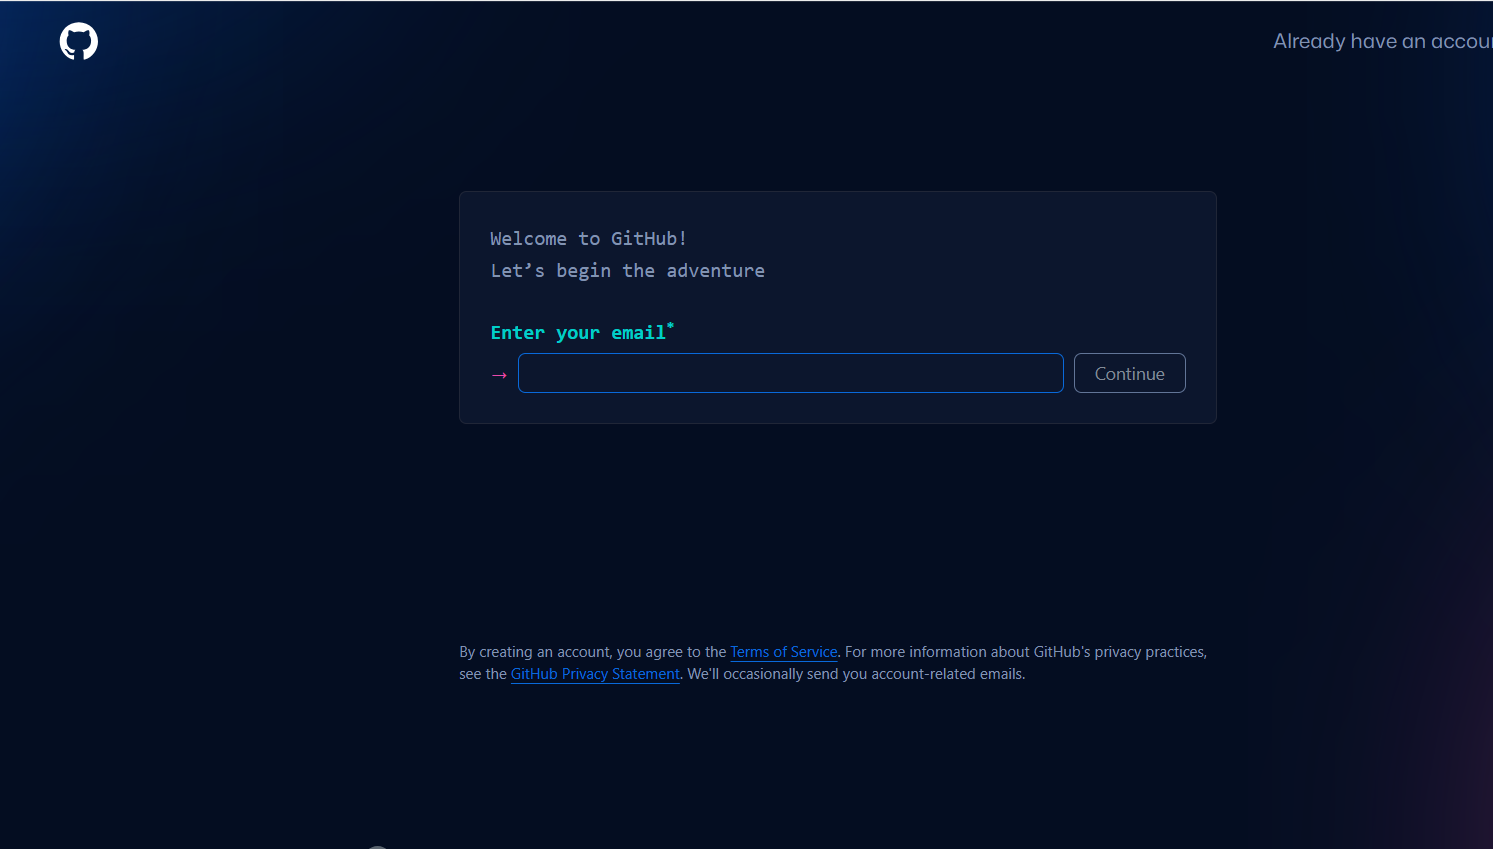 Already have an accou
Welcome to GitHub!
Let’s begin the adventure
Enter your email*
→
Continue
By creating an account, you agree to the Terms of Service. For more information about GitHub's privacy practices,
see the GitHub Privacy Statement. We'll occasionally send you account-related emails.